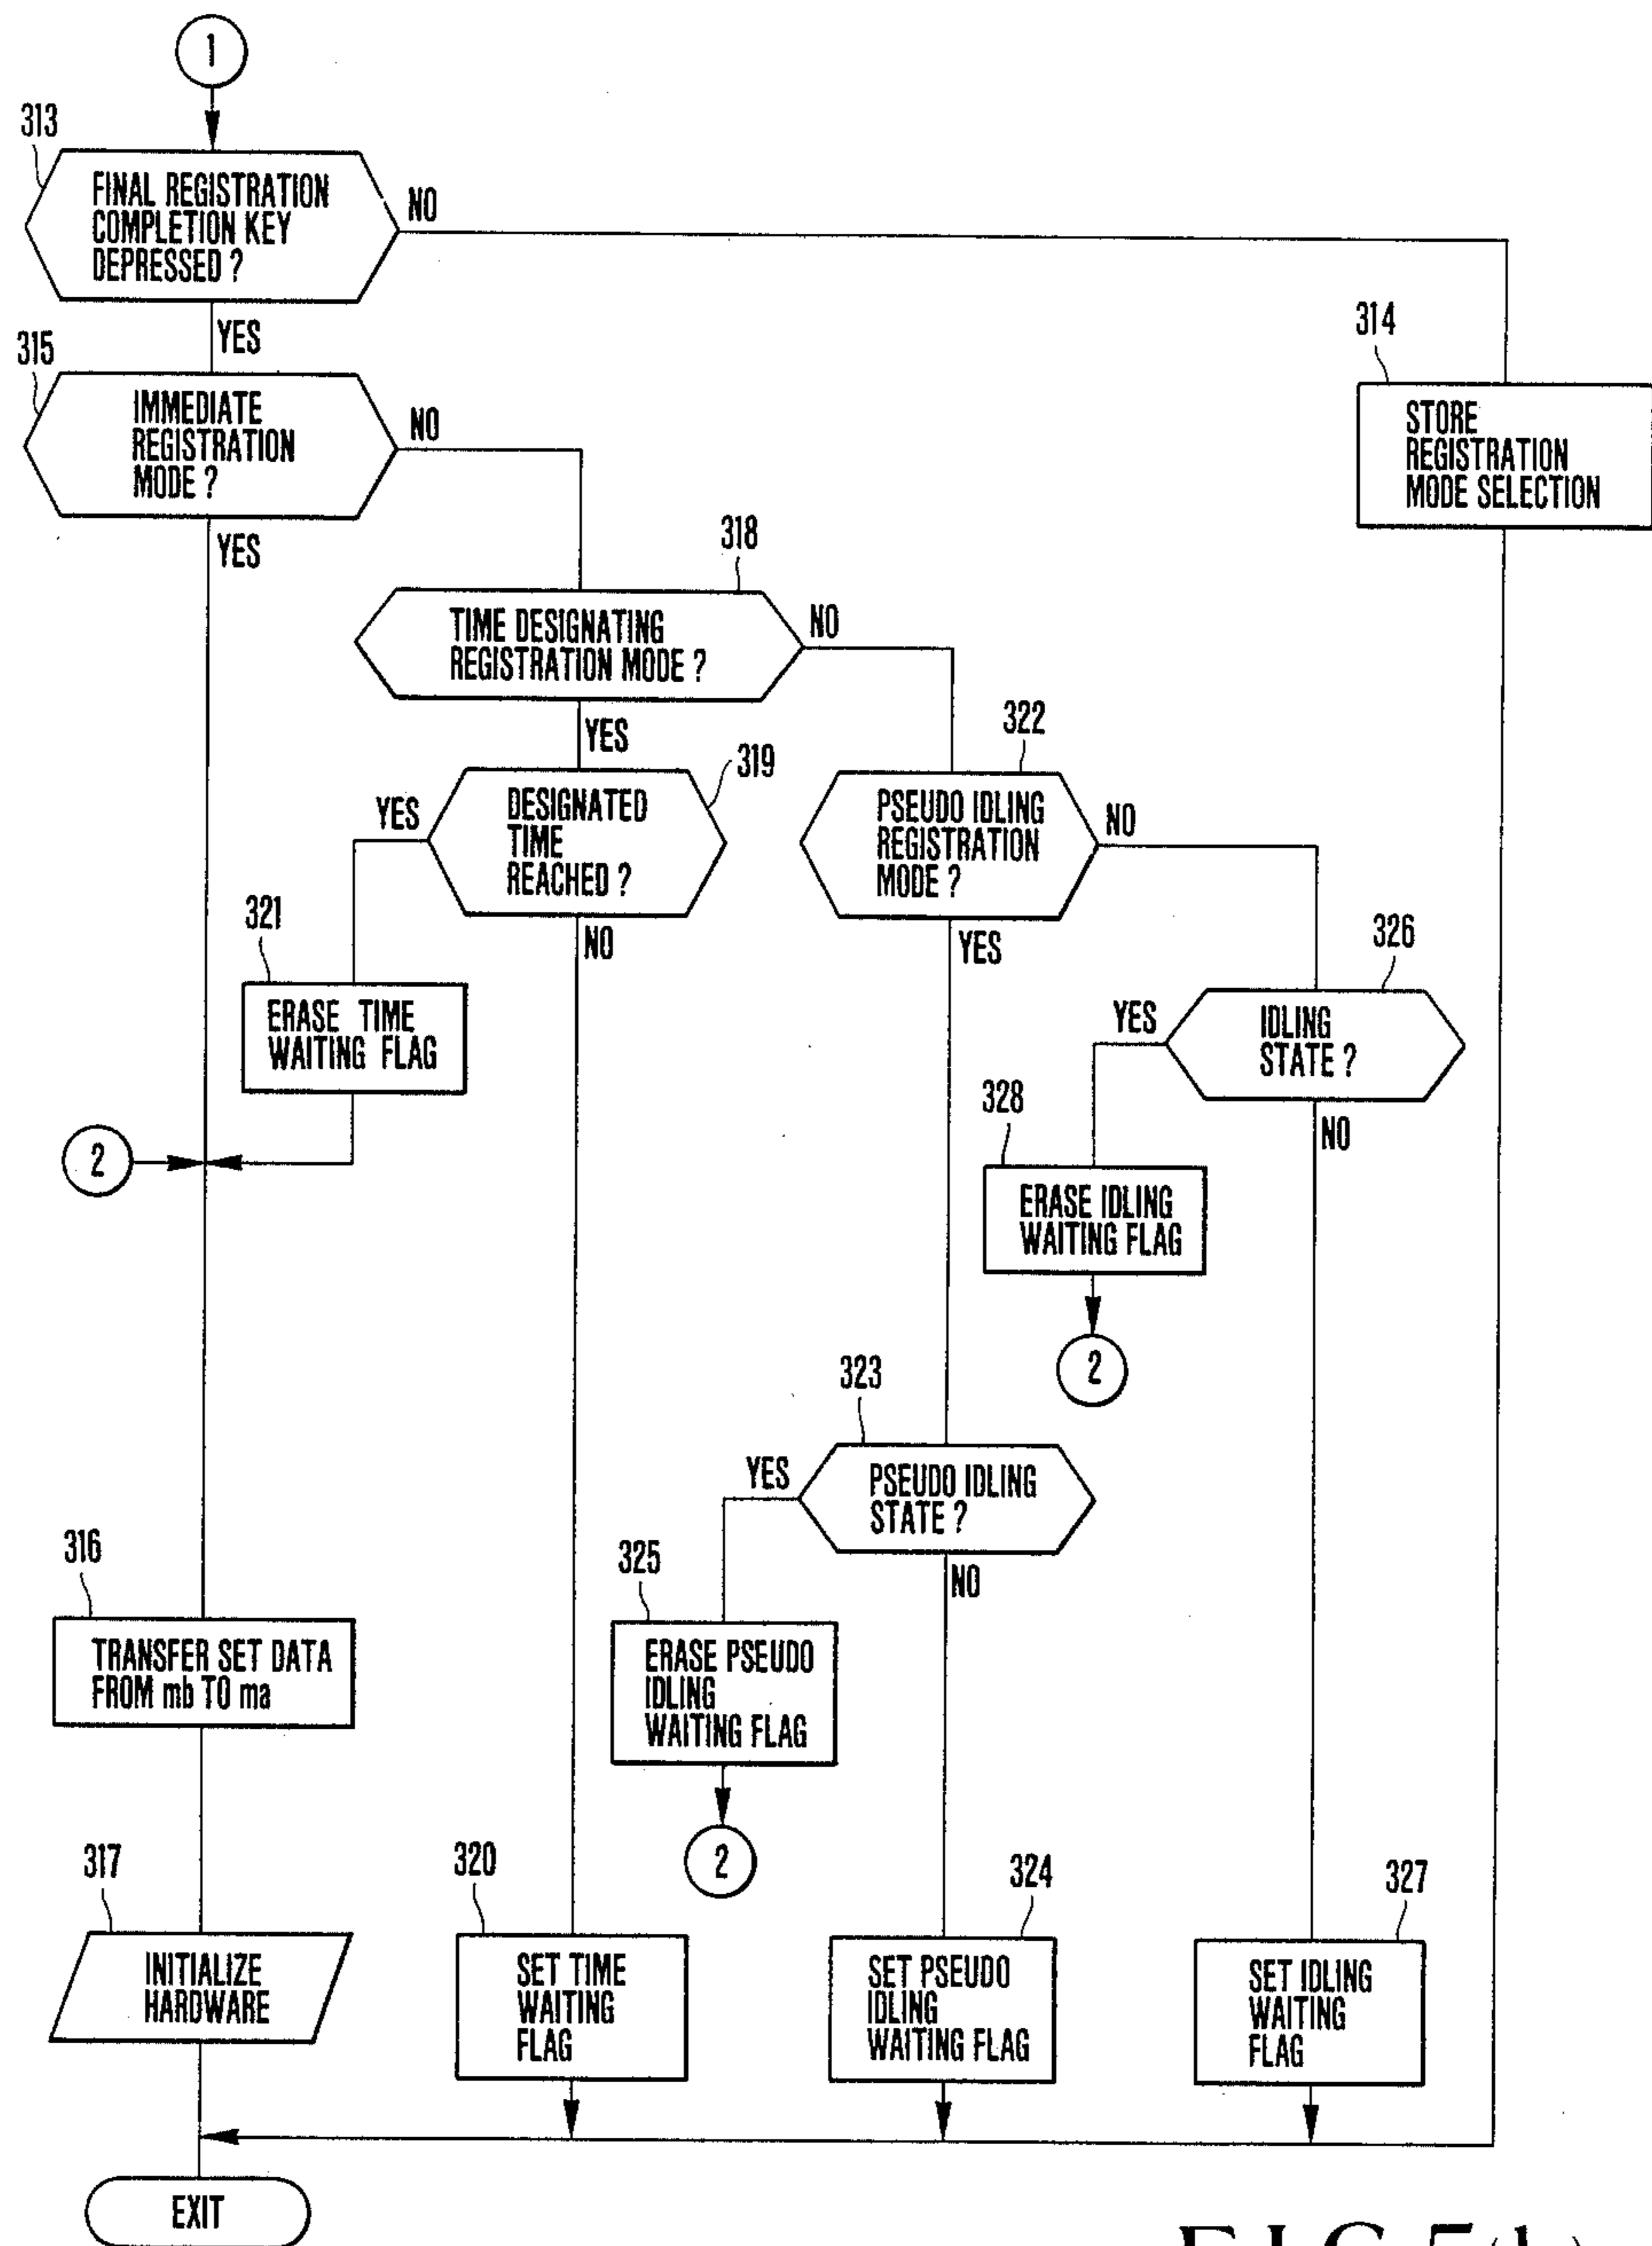 1
313
FINAL REGISTRATION
COMPLETION KEY
DEPRESSED ?
NO
YES
314
STORE
REGISTRATION
MODE SELECTION
315
IMMEDIATE
REGISTRATION
MODE ?
NO
YES
318
TIME DESIGNATING
REGISTRATION MODE ?
NO
YES
319
DESIGNATED
TIME
REACHED ?
YES
NO
322
PSEUDO IDLING
REGISTRATION
MODE ?
NO
YES
321
ERASE TIME
WAITING FLAG
326
IDLING
STATE ?
YES
NO
328
ERASE IDLING
WAITING FLAG
2
2
323
PSEUDO IDLING
STATE ?
YES
NO
316
TRANSFER SET DATA
FROM mb TO ma
325
ERASE PSEUDO
IDLING
WAITING FLAG
2
317
INITIALIZE
HARDWARE
320
SET TIME
WAITING
FLAG
324
SET PSEUDO
IDLING
WAITING FLAG
327
SET IDLING
WAITING
FLAG
EXIT